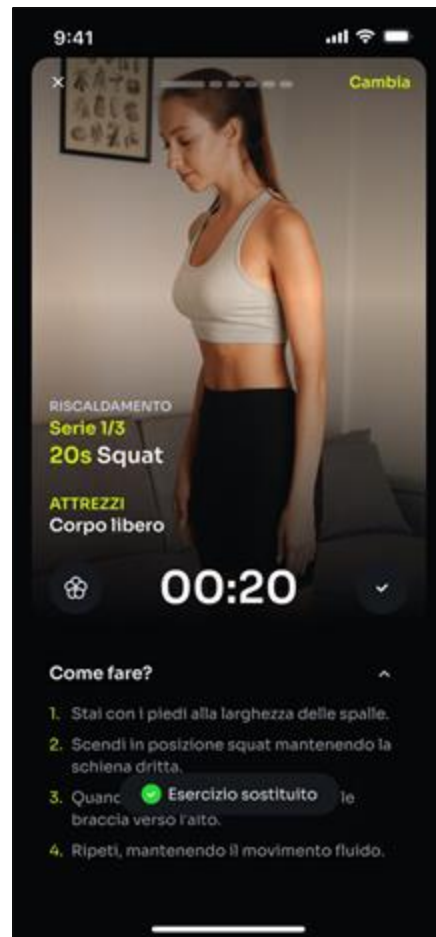 9:41
Cambia
RISCALDAMENTO
Serie 1/3
20s Squat
ATTREZZI
Corpo libero
00:20
Come fare?
1. Stai con i piedi alla larghezza delle spalle.
2. Scendi in posizione squat mantenendo la
schiena dritta.
3. Quand le
Esercizio sostituito
braccia verso l'alto.
4. Ripeti, mantenendo il movimento fluido.